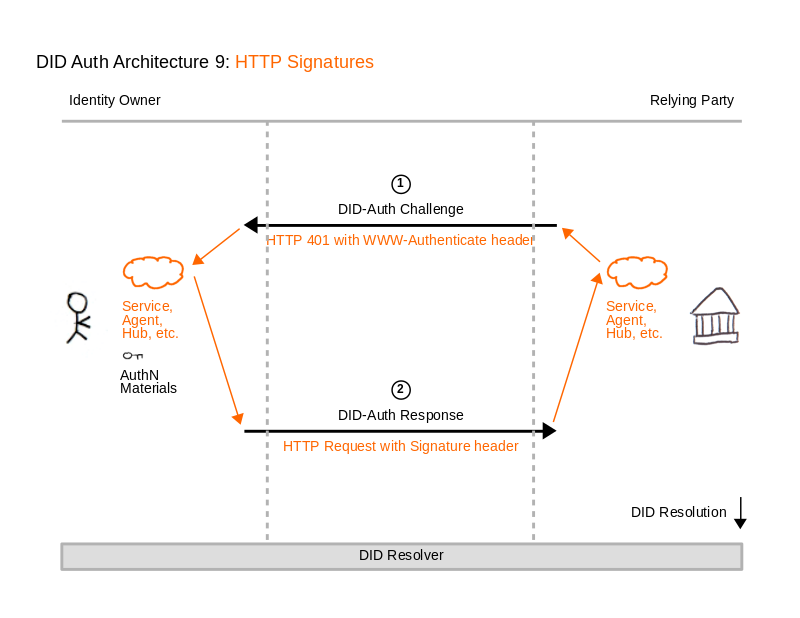 DID Auth Architecture 9: HTTP Signatures
Identity Owner
Relying Party
1
DID-Auth Challenge
HTTP 401 with WWW-Authenticate header
Service,
Agent,
Hub, etc.
AuthN
Materials
Service,
Agent,
Hub, etc.
2
DID-Auth Response
HTTP Request with Signature header
DID Resolution
DID Resolver